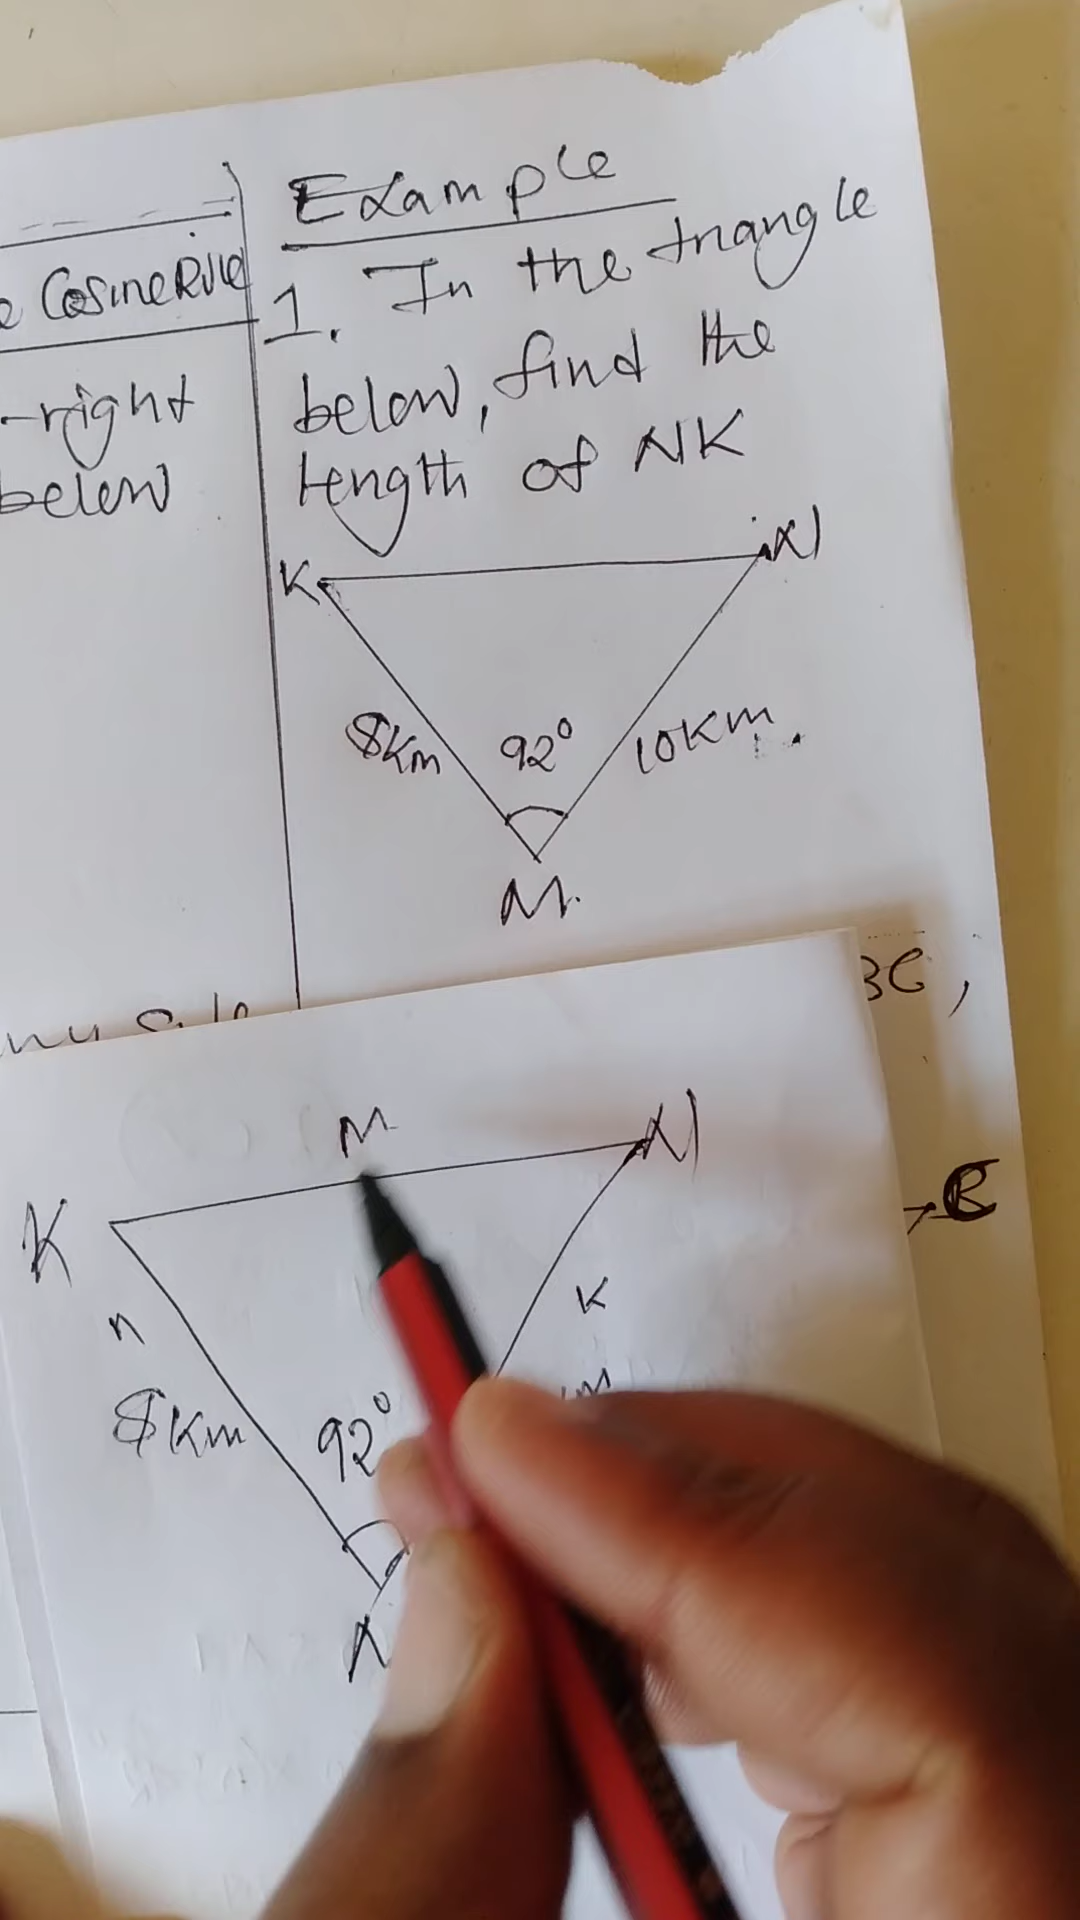 Cosine Rule
-right
below
Example
1. In the triangle
below, find the
length of NK
K
N
8km
92°
10km
M.
BC,
M
N
K
C
n
k
8km
92°